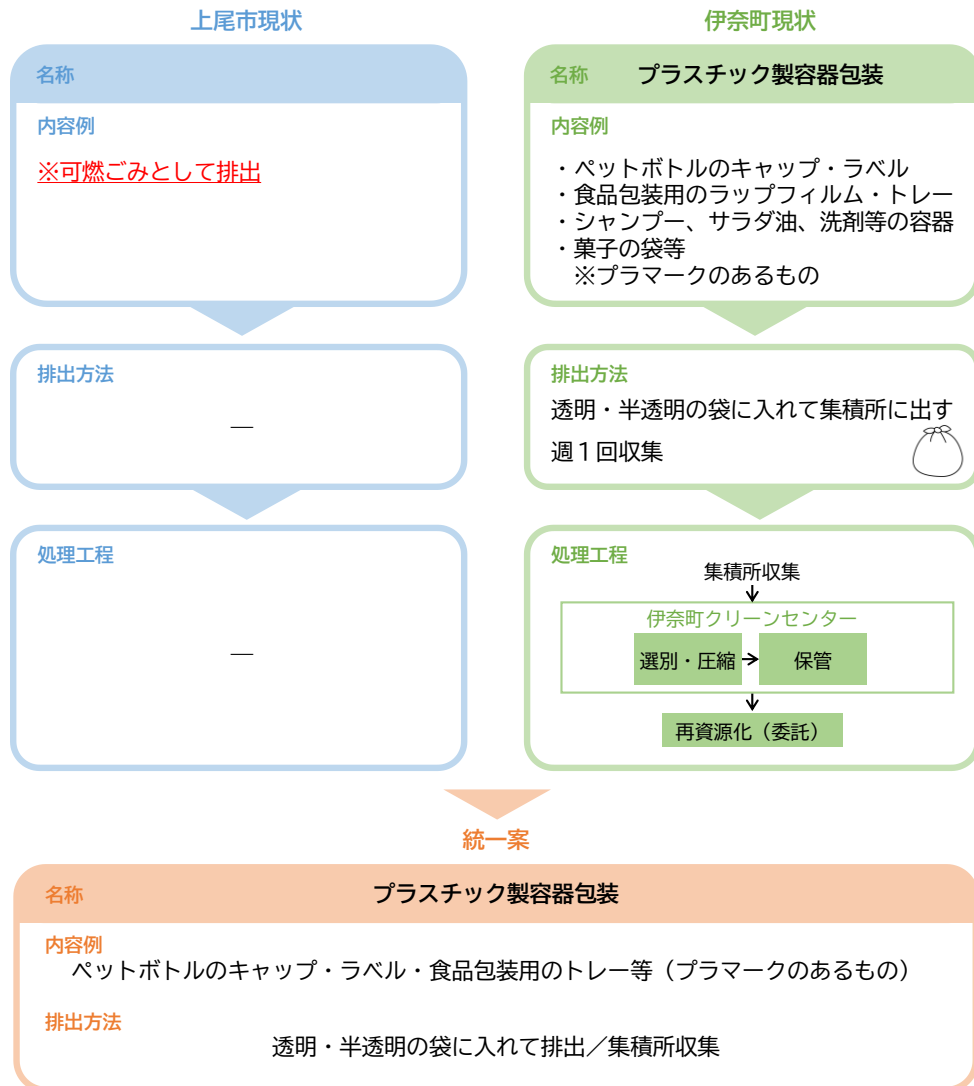 上尾市現状
名称
内容例
※可燃ごみとして排出
排出方法
―
処理工程
―
伊奈町現状
名称 プラスチック製容器包装
内容例
・ペットボトルのキャップ・ラベル
・食品包装用のラップフィルム・トレー
・シャンプー、サラダ油、洗剤等の容器
・菓子の袋等
※プラマークのあるもの
排出方法
透明・半透明の袋に入れて集積所に出す
週１回収集
処理工程
集積所収集
伊奈町クリーンセンター
選別・圧縮 保管
再資源化（委託）
統一案
名称 プラスチック製容器包装
内容例
ペットボトルのキャップ・ラベル・食品包装用のトレー等（プラマークのあるもの）
排出方法
透明・半透明の袋に入れて排出／集積所収集